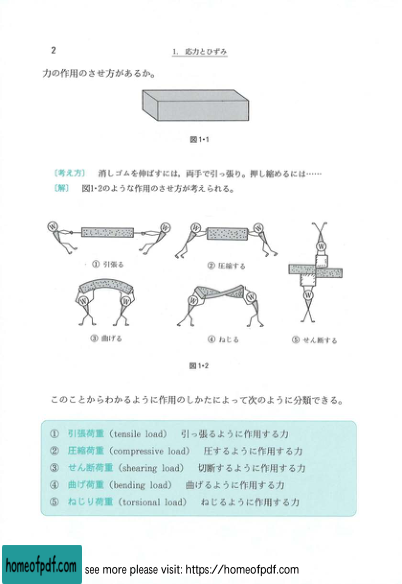 2
1. 応力とひずみ
力の作用のさせ方があるか。
図1·1
〔考え方〕 消しゴムを伸ばすには，両手で引っ張り。押し縮めるには……
〔解〕 図1·2のような作用のさせ方が考えられる。
W W W W W
① 引張る ② 圧縮する
W W W W W
③ 曲げる ④ ねじる ⑤ せん断する
図1·2
このことからわかるように作用のしかたによって次のように分類できる。
① 引張荷重（tensile load） 引っ張るように作用する力
② 圧縮荷重（compressive load） 圧するように作用する力
③ せん断荷重（shearing load） 切断するように作用する力
④ 曲げ荷重（bending load） 曲げるように作用する力
⑤ ねじり荷重（torsional load） ねじるように作用する力
homeofpdf.com see more please visit: https://homeofpdf.com